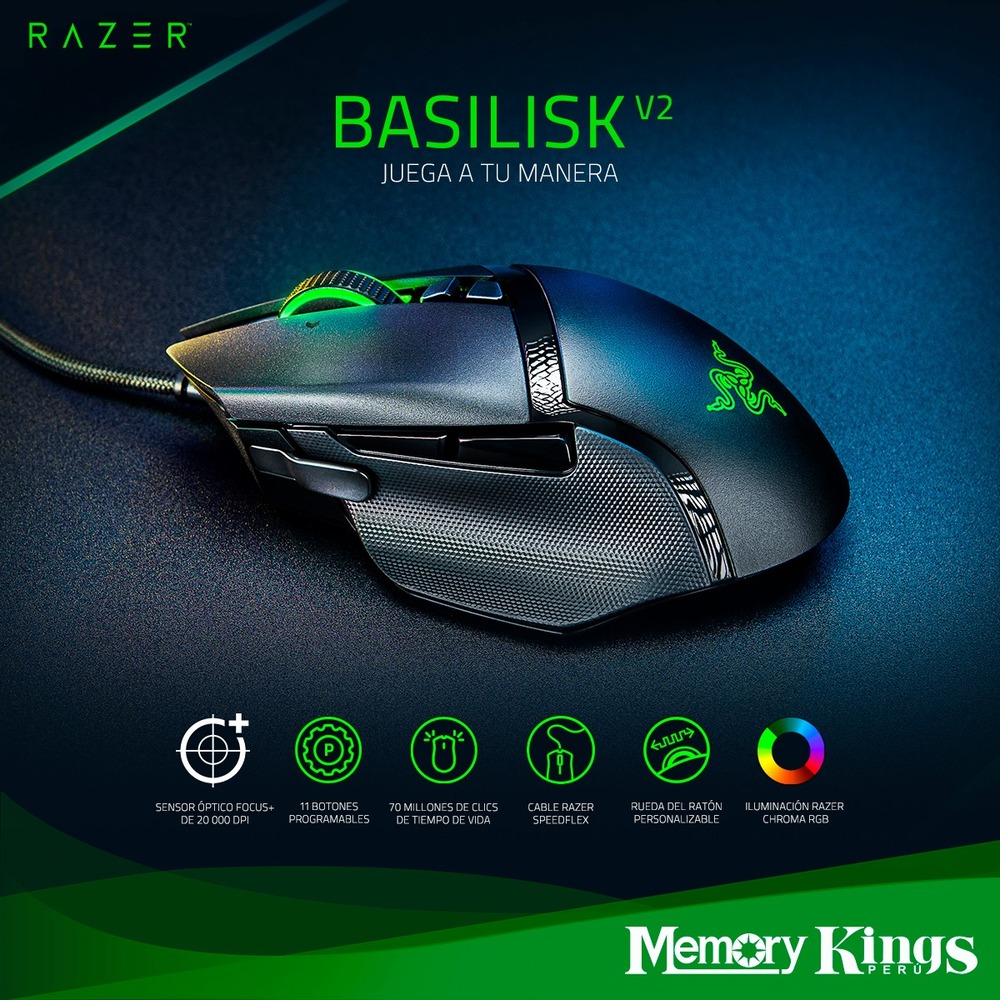 RAZER
BASILISK V2
JUEGA A TU MANERA
SENSOR ÓPTICO FOCUS+
DE 20 000 DPI
P
11 BOTONES
PROGRAMABLES
70 MILLONES DE CLICS
DE TIEMPO DE VIDA
CABLE RAZER
SPEEDFLEX
RUEDA DEL RATÓN
PERSONALIZABLE
ILUMINACIÓN RAZER
CHROMA RGB
Memory Kings
PERÚ